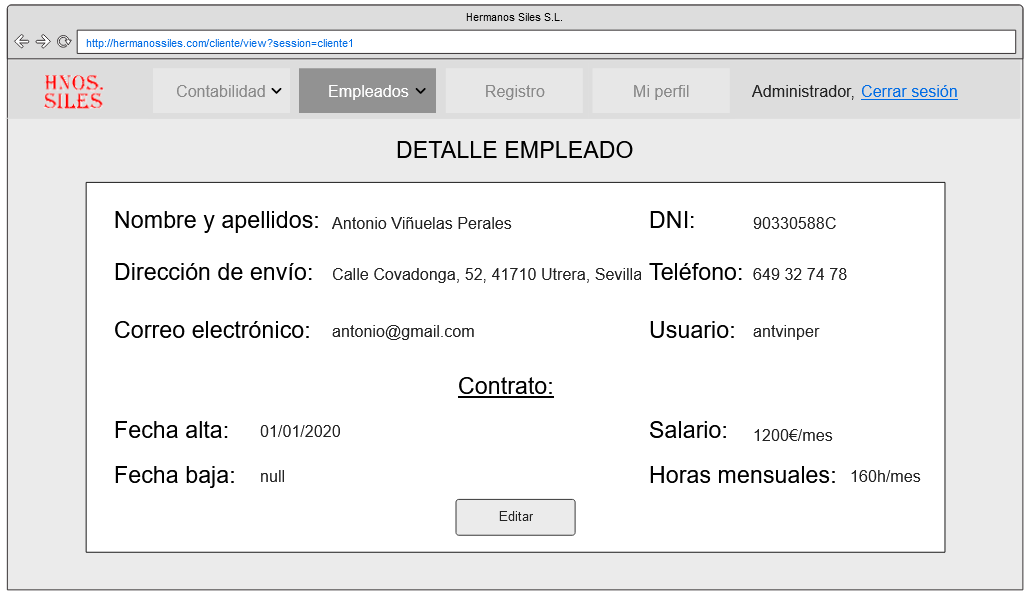 Hermanos Siles S.L.
http://hermanossiles.com/cliente/view?session=cliente1
HNOS.
SILES
Contabilidad
Empleados
Registro
Mi perfil
Administrador, Cerrar sesión
DETALLE EMPLEADO
Nombre y apellidos: Antonio Viñuelas Perales
DNI: 90330588C
Dirección de envío: Calle Covadonga, 52, 41710 Utrera, Sevilla
Teléfono: 649 32 74 78
Correo electrónico: antonio@gmail.com
Usuario: antvinper
Contrato:
Fecha alta: 01/01/2020
Salario: 1200€/mes
Fecha baja: null
Horas mensuales: 160h/mes
Editar